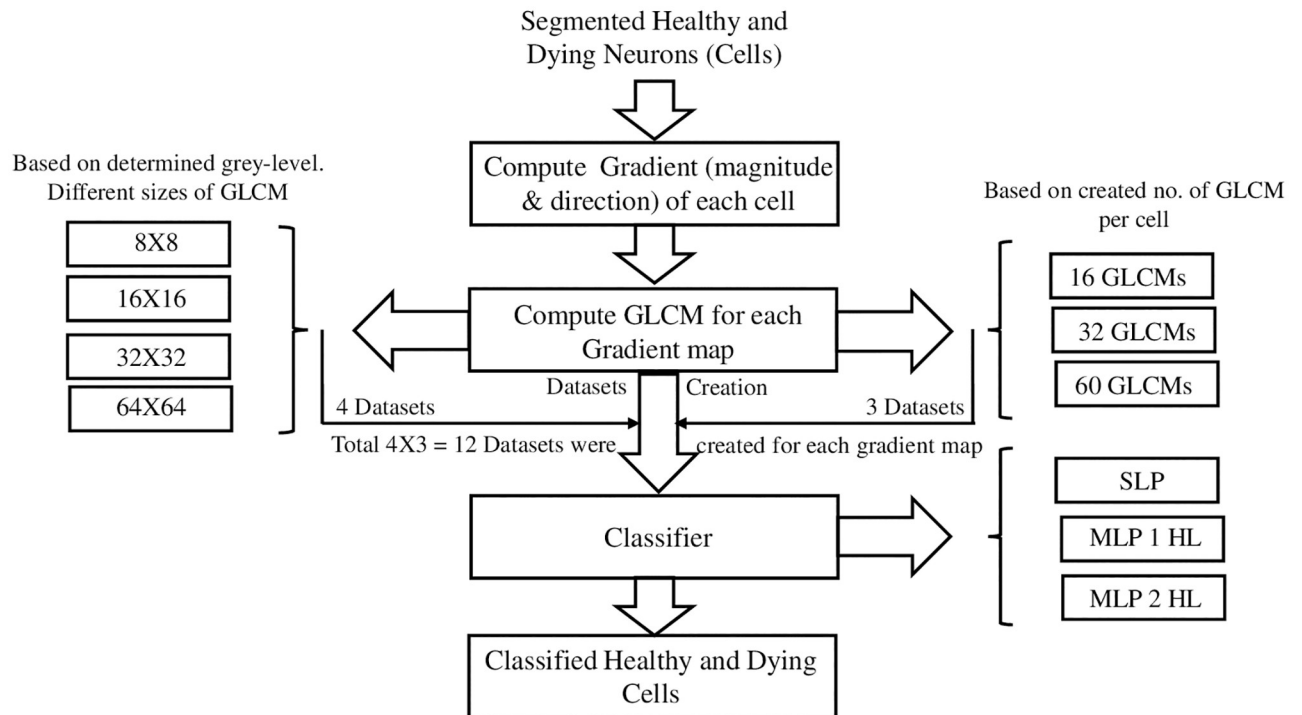 Segmented Healthy and
Dying Neurons (Cells)
Compute Gradient (magnitude
& direction) of each cell
Based on determined grey-level.
Different sizes of GLCM
8X8
16X16
32X32
64X64
Compute GLCM for each
Gradient map
Based on created no. of GLCM
per cell
16 GLCMs
32 GLCMs
60 GLCMs
Datasets Creation
4 Datasets
3 Datasets
Total 4X3 = 12 Datasets were created for each gradient map
Classifier
SLP
MLP 1 HL
MLP 2 HL
Classified Healthy and Dying
Cells